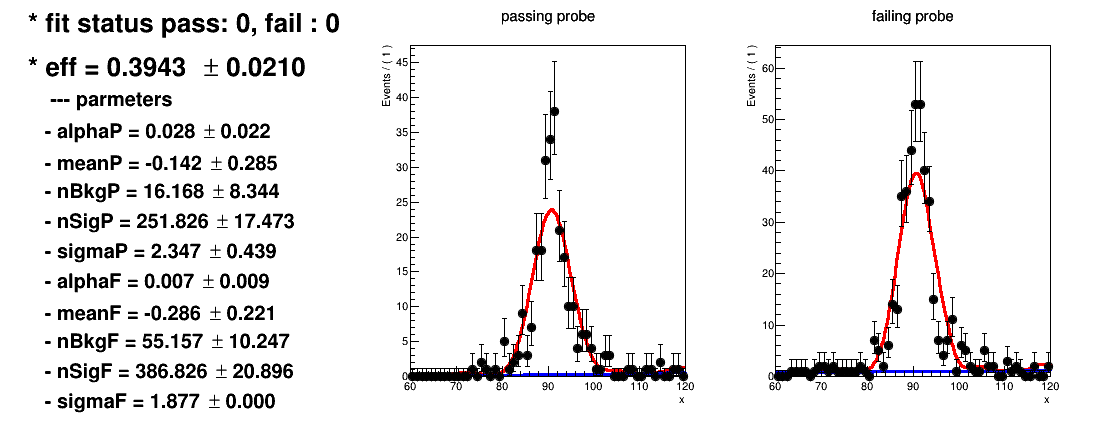 * fit status pass: 0, fail : 0
* eff = 0.3943 ± 0.0210
--- parmeters
- alphaP = 0.028 ± 0.022
- meanP = -0.142 ± 0.285
- nBkgP = 16.168 ± 8.344
- nSigP = 251.826 ± 17.473
- sigmaP = 2.347 ± 0.439
- alphaF = 0.007 ± 0.009
- meanF = -0.286 ± 0.221
- nBkgF = 55.157 ± 10.247
- nSigF = 386.826 ± 20.896
- sigmaF = 1.877 ± 0.000
passing probe
Events / ( 1 )
45
40
35
30
25
20
15
10
5
0
60 70 80 90 100 110 120
x
failing probe
Events / ( 1 )
60
50
40
30
20
10
0
60 70 80 90 100 110 120
x